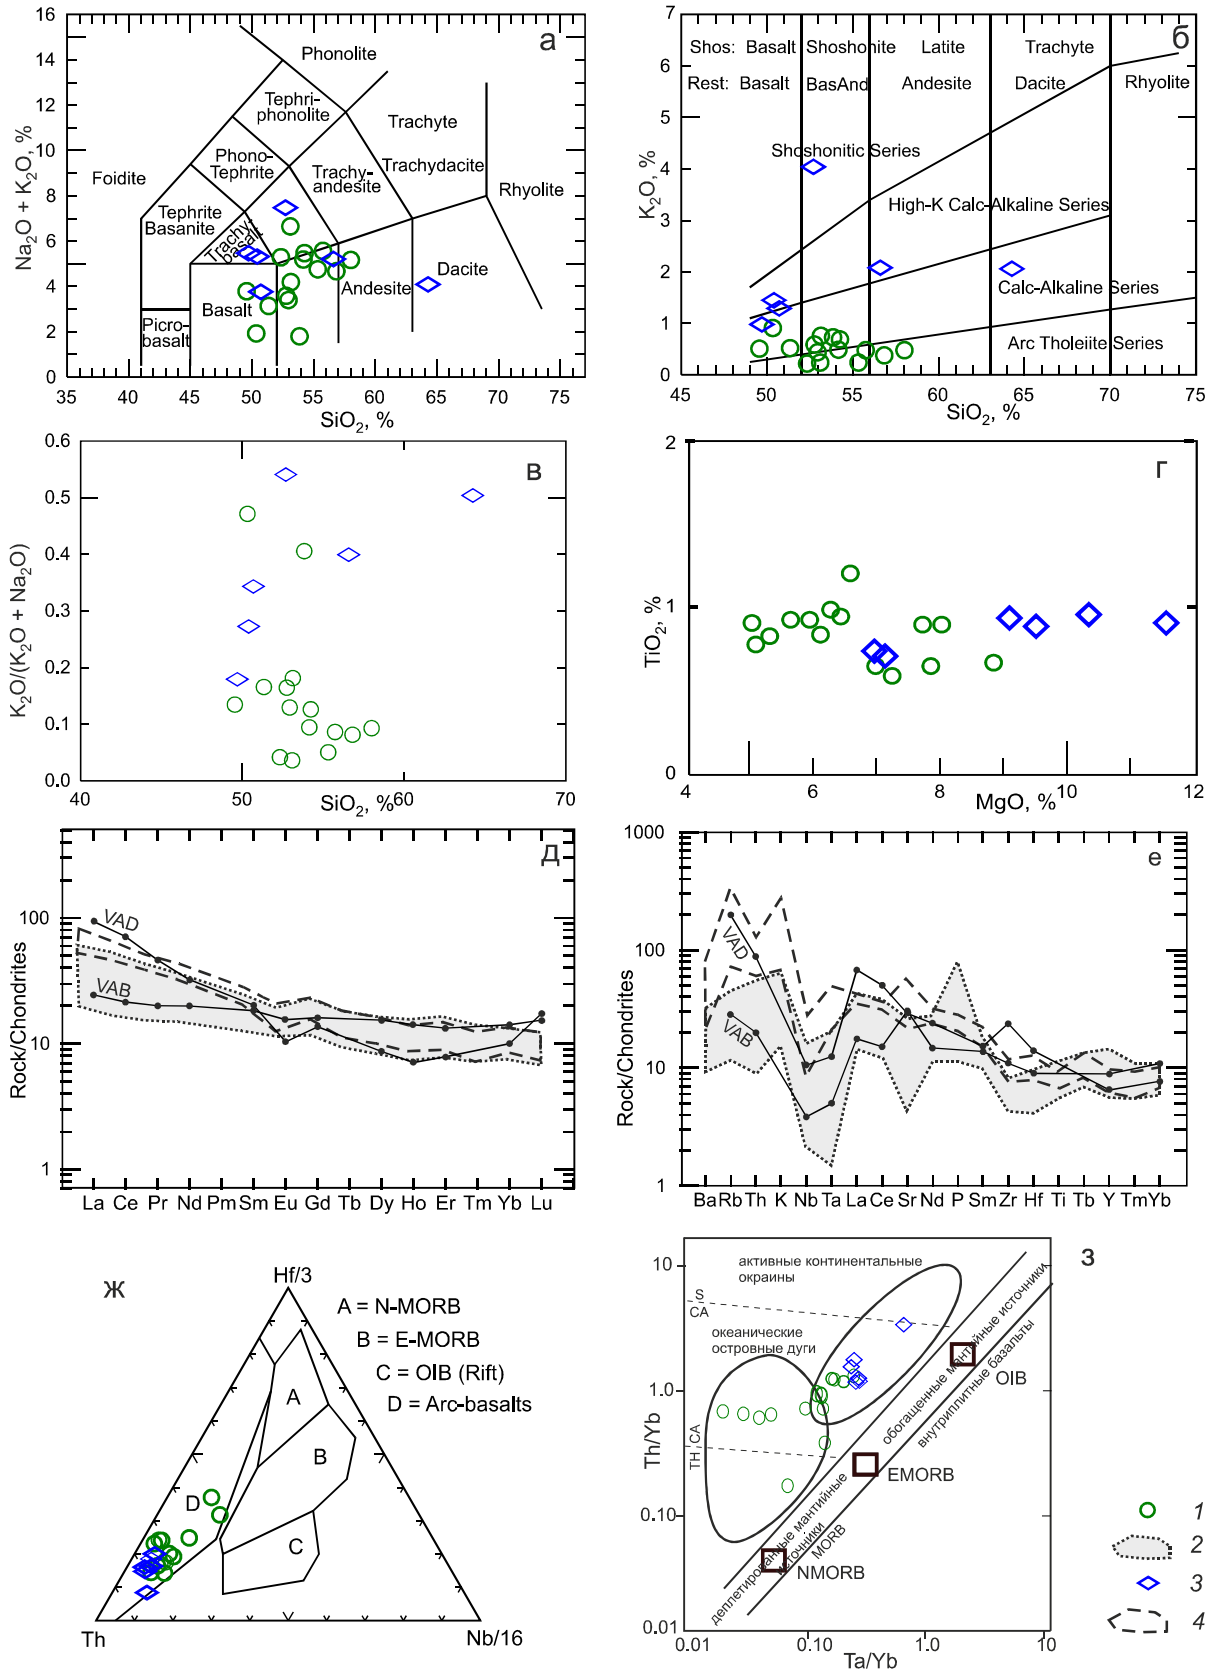 а
Na₂O + K₂O, %
16
14
12
10
8
6
4
2
0
Phonolite
Tephri-
phonolite
Trachyte
Phono-
Tephrite
Trachy-
andesite
Trachydacite
Foidite
Rhyolite
Tephrite
Basanite
Trachy-
basalt
Basalt
Andesite
Dacite
Picro-
basalt
35 41 45 50 55 60 65 70 75
SiO₂, %
б
K₂O, %
7
6
5
4
3
2
1
0
Shos: Basalt Shoshonite Latite Trachyte
Rest: Basalt BasAnd Andesite Dacite Rhyolite
Shoshonitic Series
High-K Calc-Alkaline Series
Calc-Alkaline Series
Arc Tholeiite Series
45 50 55 60 65 70 75
SiO₂, %
в
K₂O/(K₂O + Na₂O)
0.6
0.5
0.4
0.3
0.2
0.1
0.0
40 50 60 70
SiO₂, %
г
TiO₂, %
2
1
0
4 6 8 10 12
MgO, %
д
Rock/Chondrites
100
10
1
VAD
VAB
La Ce Pr Nd Pm Sm Eu Gd Tb Dy Ho Er Tm Yb Lu
е
Rock/Chondrites
1000
100
10
1
VAD
VAB
Ba Rb Th K Nb Ta La Ce Sr Nd P Sm Zr Hf Ti Tb Y Tm Yb
ж
Hf/3
A = N-MORB
B = E-MORB
C = OIB (Rift)
D = Arc-basalts
A
B
D
C
Th
Nb/16
з
Th/Yb
10
1.0
0.10
0.01
активные континентальные
окраины
S
CA
океанические
островные дуги
TH CA
обогащенные мантийные источники
внутриплитные базальты
деплетированные мантийные
источники
MORB
OIB
EMORB
NMORB
0.01 0.10 1.0 10
Ta/Yb
1
2
3
4